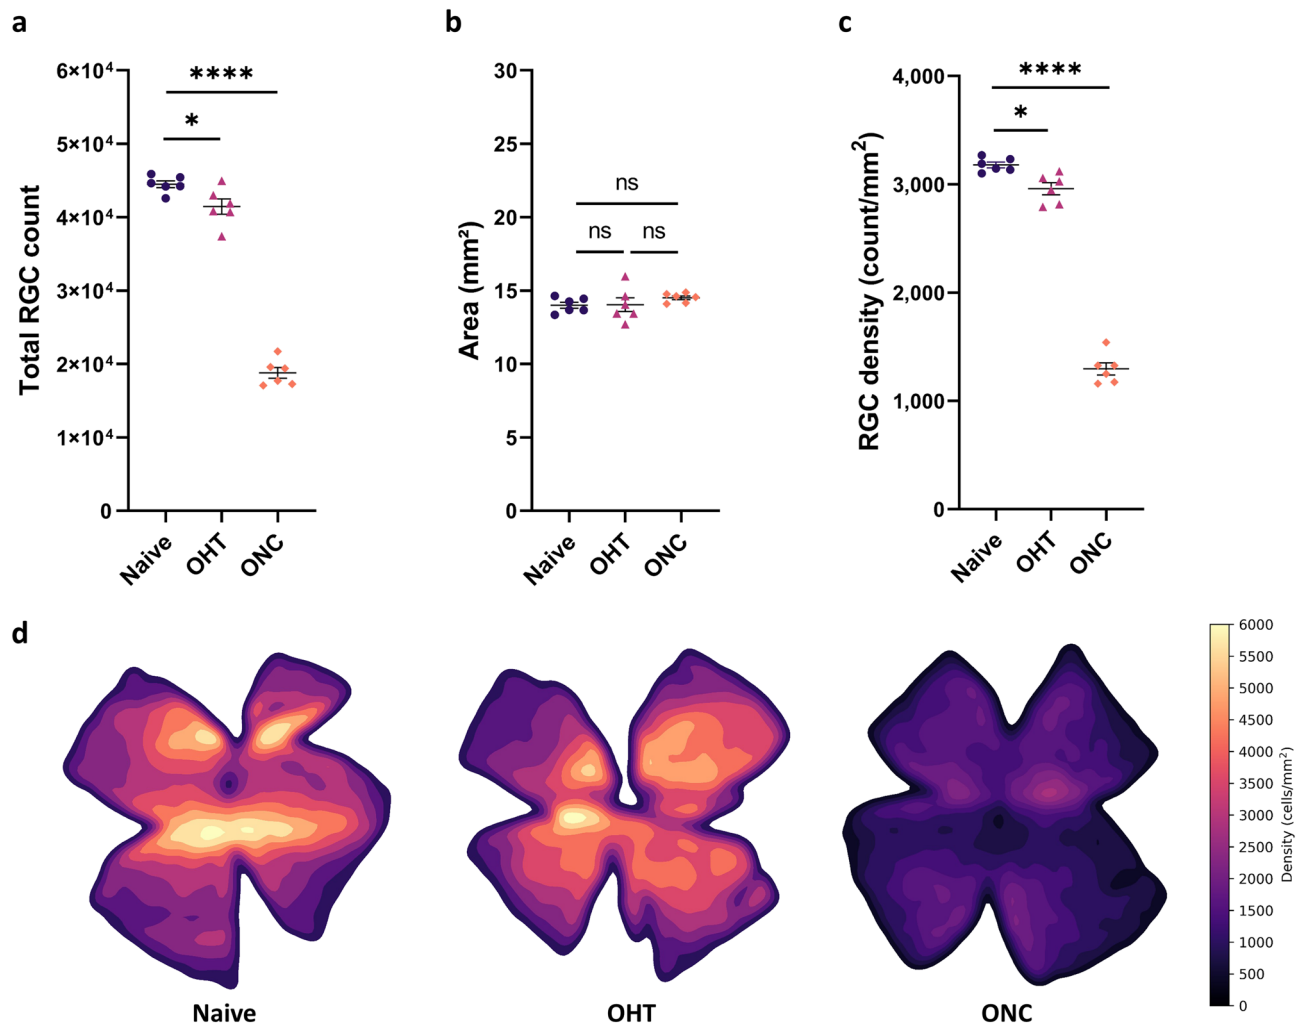 a
b
c
Total RGC count
6×10⁴
5×10⁴
4×10⁴
3×10⁴
2×10⁴
1×10⁴
0
****
*
Naive
OHT
ONC
Area (mm²)
30
25
20
15
10
5
0
ns
ns
ns
Naive
OHT
ONC
RGC density (count/mm²)
4,000
3,000
2,000
1,000
0
****
*
Naive
OHT
ONC
d
Naive
OHT
ONC
6000
5500
5000
4500
4000
3500
3000
2500
2000
1500
1000
500
0
Density (cells/mm²)